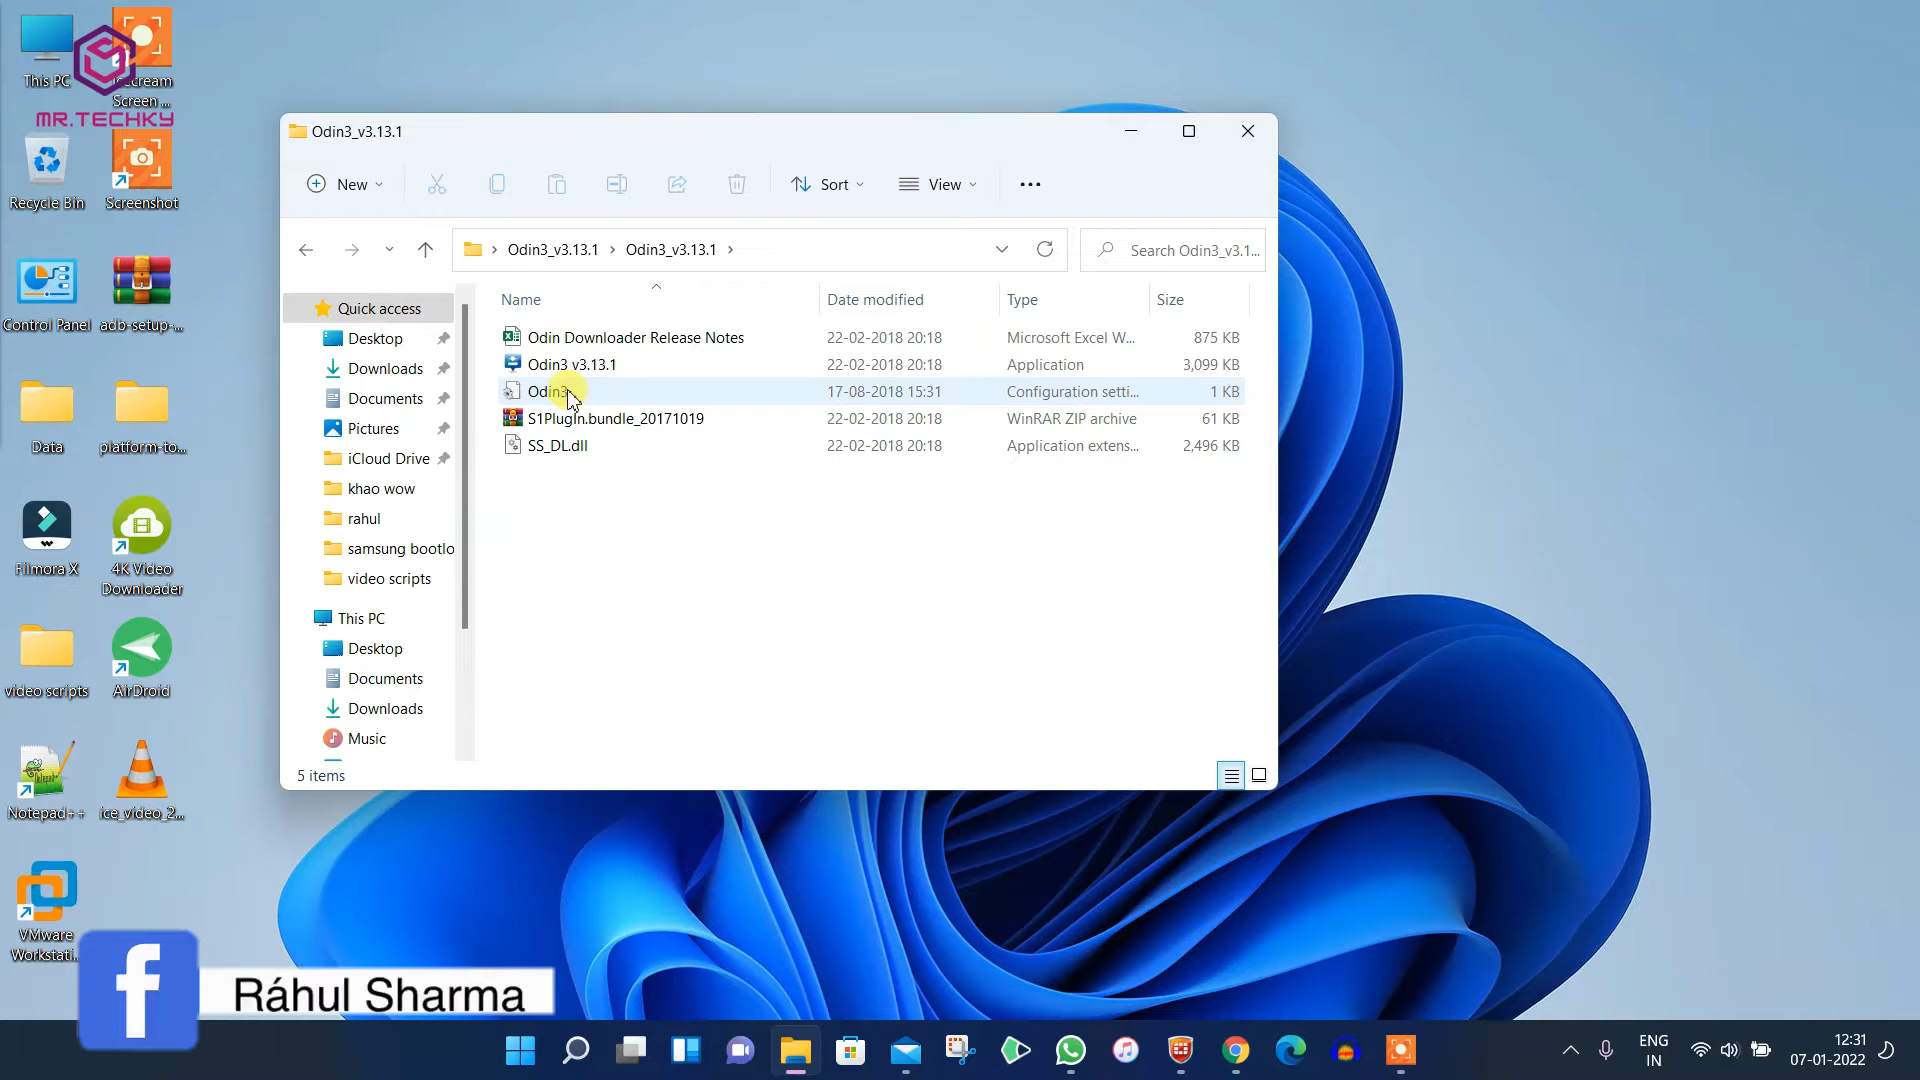 This PC
Icecream
Screen ...
MR.TECHKY
Recycle Bin
Screenshot
Control Panel
adb-setup-...
Data
platform-to...
Filmora X
4K Video
Downloader
video scripts
AirDroid
Notepad++
ice_video_2...
VMware
Workstati...
Odin3_v3.13.1
New
Sort
View
Odin3_v3.13.1 > Odin3_v3.13.1 >
Search Odin3_v3.1...
Quick access
Desktop
Downloads
Documents
Pictures
iCloud Drive
khao wow
rahul
samsung bootlo
video scripts
This PC
Desktop
Documents
Downloads
Music
Name Date modified Type Size
Odin Downloader Release Notes 22-02-2018 20:18 Microsoft Excel W... 875 KB
Odin3 v3.13.1 22-02-2018 20:18 Application 3,099 KB
Odin3 17-08-2018 15:31 Configuration setti... 1 KB
S1PlugIn.bundle_20171019 22-02-2018 20:18 WinRAR ZIP archive 61 KB
SS_DL.dll 22-02-2018 20:18 Application extens... 2,496 KB
5 items
f Ráhul Sharma
ENG
IN
12:31
07-01-2022